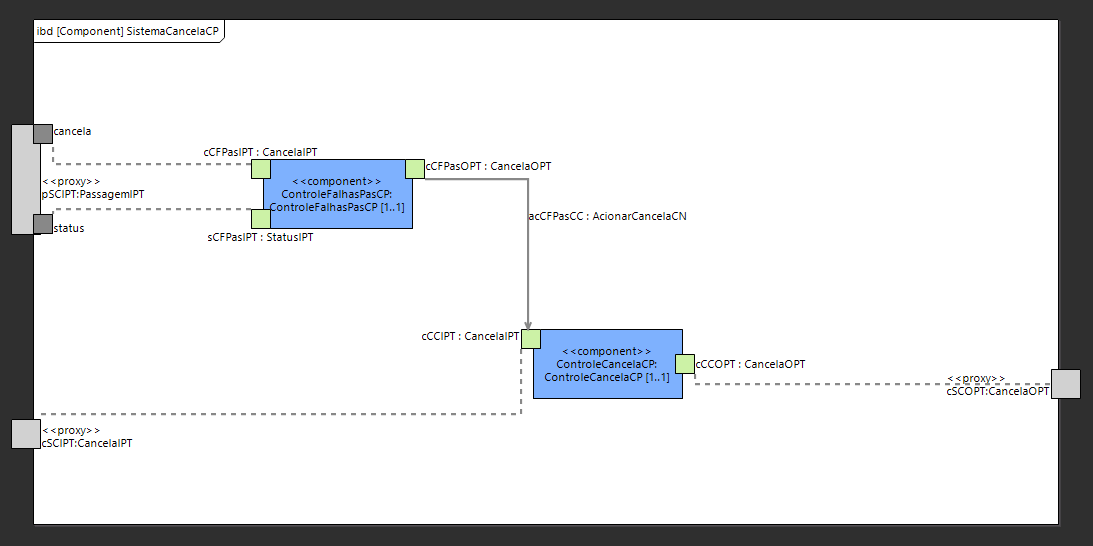 ibd [Component] SistemaCancelaCP
cancela
cCFPasIPT : CancelaIPT
cCFPasOPT : CancelaOPT
<<proxy>>
pSCIPT:PassagemIPT
<<component>>
ControleFalhasPasCP:
ControleFalhasPasCP [1..1]
status
sCFPasIPT : StatusIPT
acCFPasCC : AcionarCancelaCN
cCCIPT : CancelaIPT
<<component>>
ControleCancelaCP:
ControleCancelaCP [1..1]
cCCOPT : CancelaOPT
<<proxy>>
cSCOPT:CancelaOPT
<<proxy>>
cSCIPT:CancelaIPT